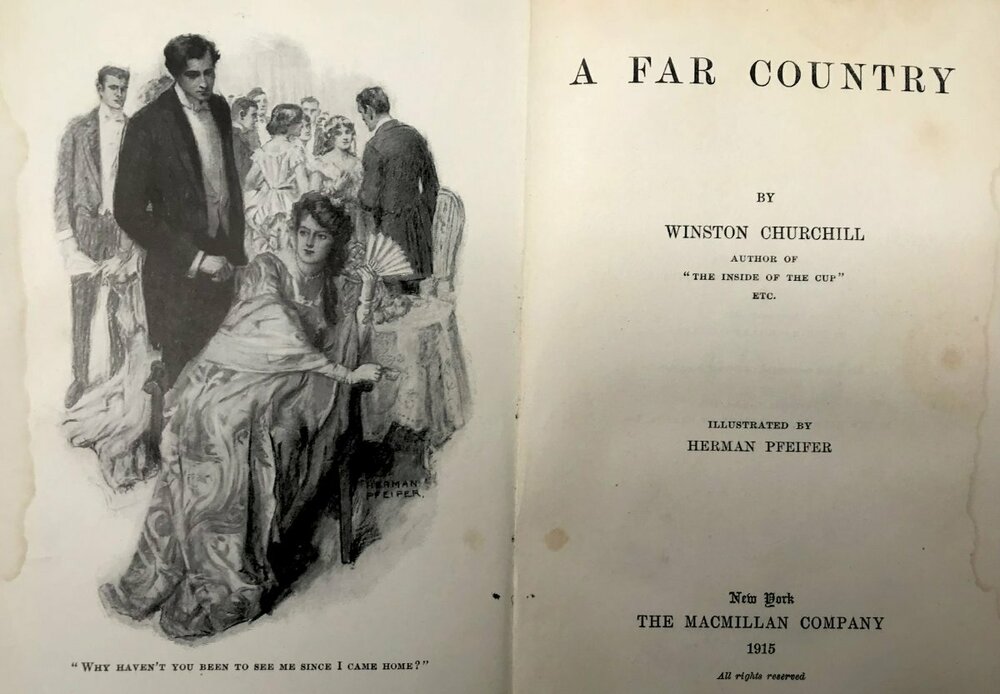 HERMAN
PFEIFER.
"WHY HAVEN'T YOU BEEN TO SEE ME SINCE I CAME HOME?"
A FAR COUNTRY
BY
WINSTON CHURCHILL
AUTHOR OF
"THE INSIDE OF THE CUP"
ETC.
ILLUSTRATED BY
HERMAN PFEIFER
New York
THE MACMILLAN COMPANY
1915
All rights reserved